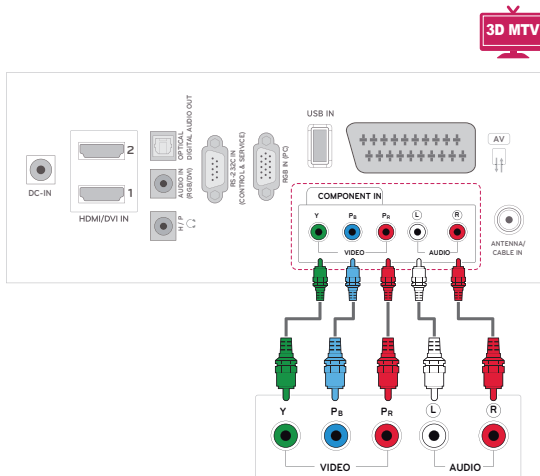 3D MTV
USB IN
AV
DC-IN
2
1
HDMI/DVI IN
OPTICAL
DIGITAL AUDIO OUT
AUDIO IN
(RGB/DVI)
H/P
RS-232C IN
(CONTROL & SERVICE)
RGB IN (PC)
COMPONENT IN
Y PB PR L R
VIDEO AUDIO
ANTENNA/
CABLE IN
Y PB PR L R
VIDEO AUDIO